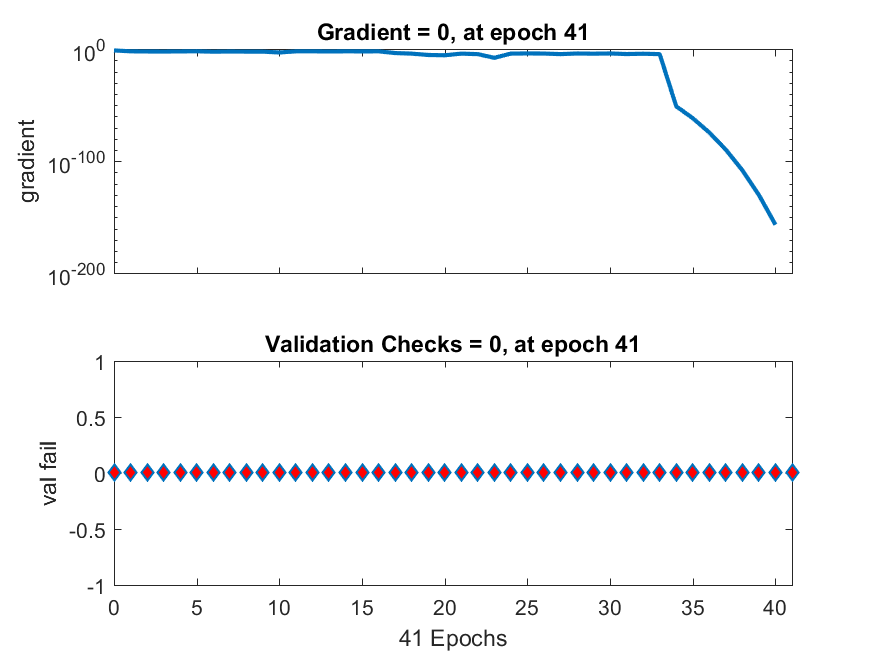 Gradient = 0, at epoch 41
10^0
10^-100
10^-200
gradient
Validation Checks = 0, at epoch 41
1
0.5
0
-0.5
-1
val fail
0 5 10 15 20 25 30 35 40
41 Epochs